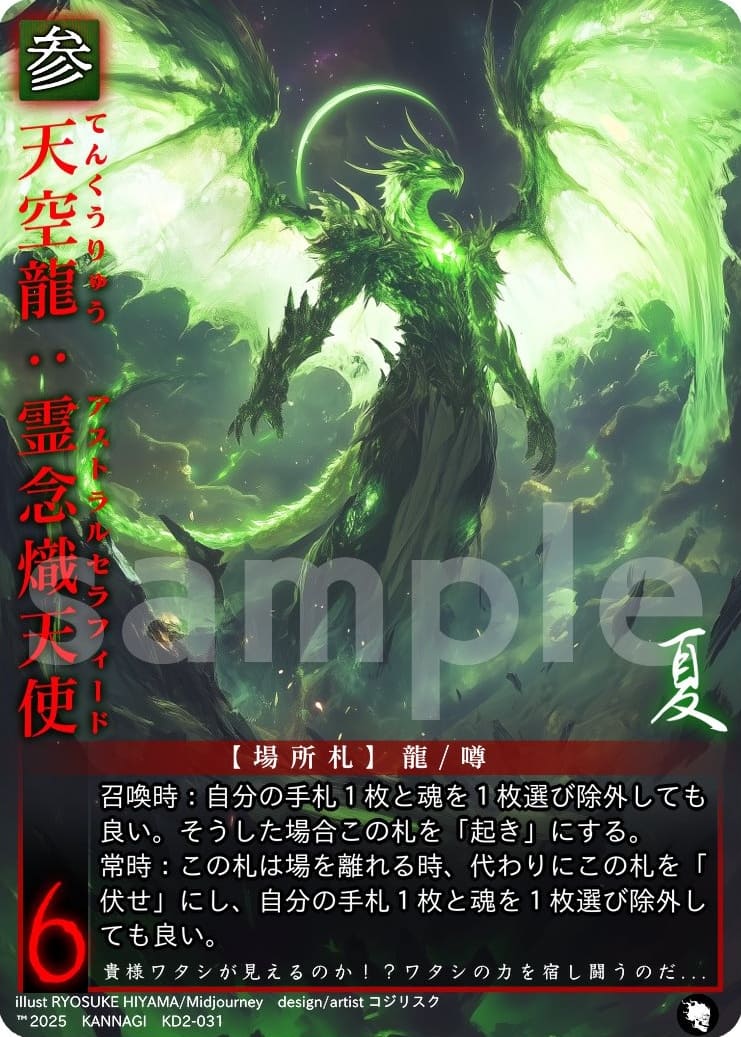 参
天空龍：霊念熾天使
てんくうりゅう アストラルセラフィード
sample
夏
【場所札】龍/噂
召喚時：自分の手札１枚と魂を１枚選び除外しても
良い。そうした場合この札を「起き」にする。
常時：この札は場を離れる時、代わりにこの札を「
伏せ」にし、自分の手札１枚と魂を１枚選び除外し
ても良い。
6
貴様ワタシが見えるのか！？ワタシの力を宿し闘うのだ...
illust RYOSUKE HIYAMA/Midjourney design/artist コジリスク
™2025 KANNAGI KD2-031